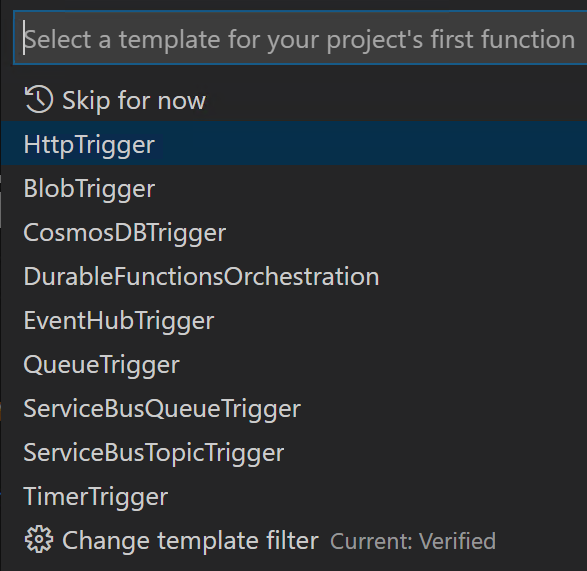 Select a template for your project's first function
Skip for now
HttpTrigger
BlobTrigger
CosmosDBTrigger
DurableFunctionsOrchestration
EventHubTrigger
QueueTrigger
ServiceBusQueueTrigger
ServiceBusTopicTrigger
TimerTrigger
Change template filter Current: Verified